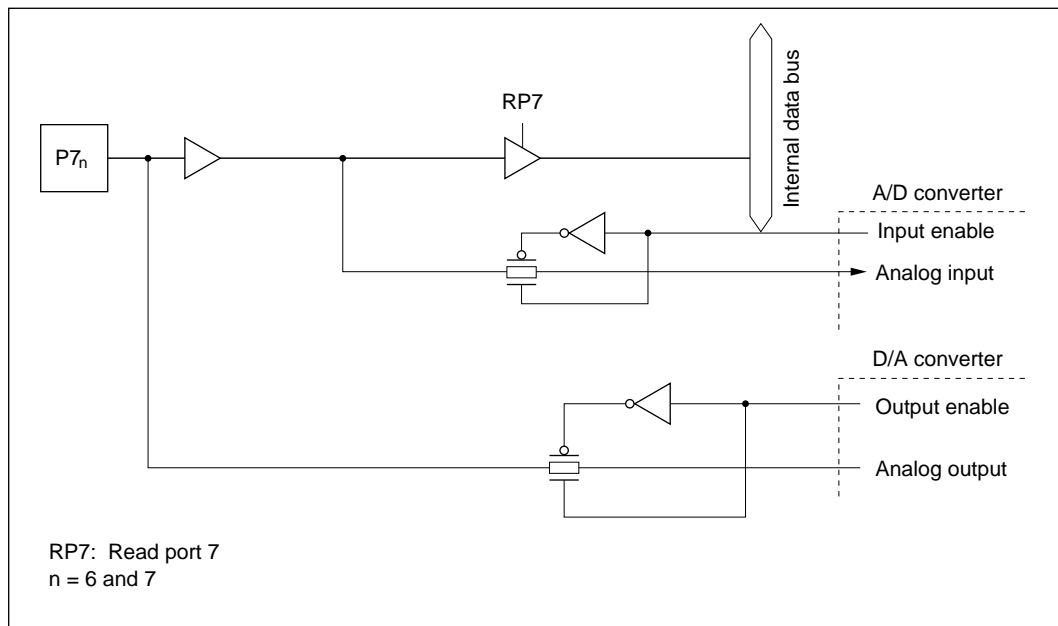 RP7
P7n
Internal data bus
A/D converter
Input enable
Analog input
D/A converter
Output enable
Analog output
RP7: Read port 7
n = 6 and 7